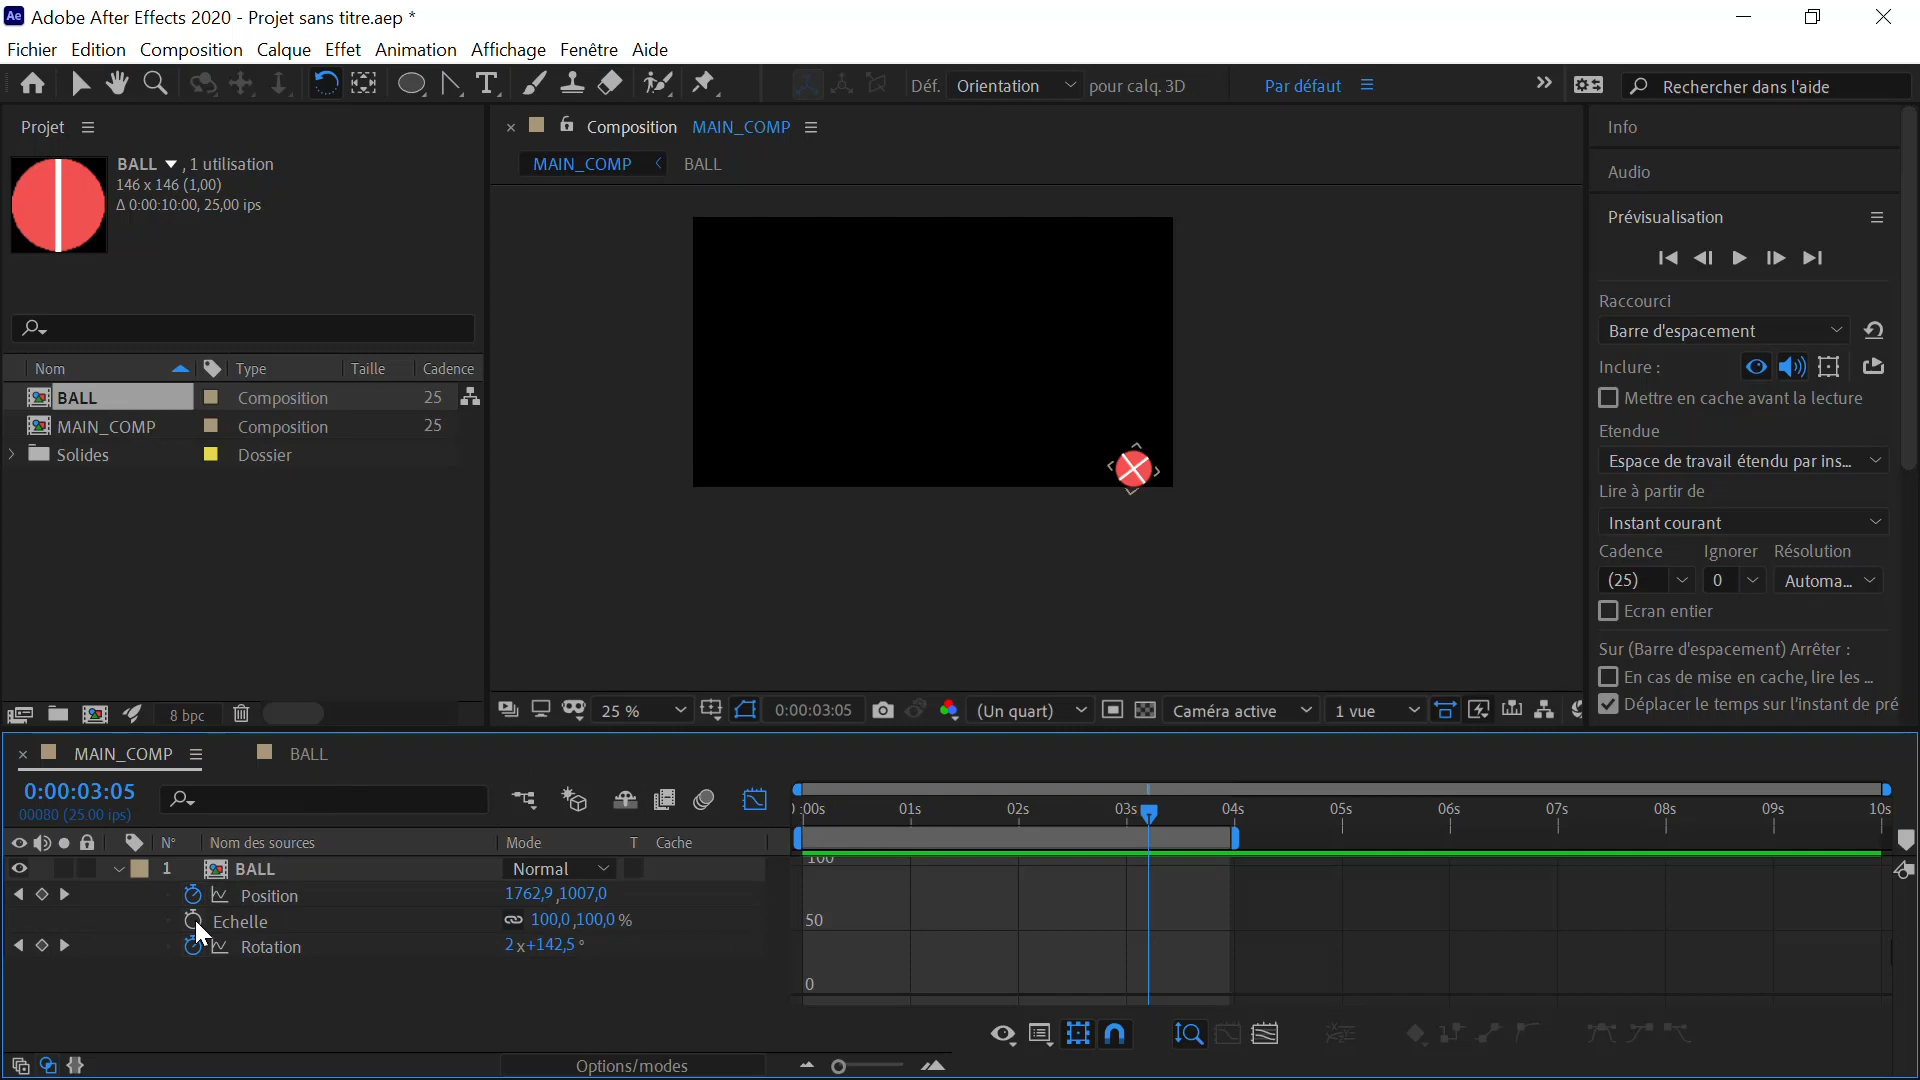 Ae Adobe After Effects 2020 - Projet sans titre.aep *
Fichier Edition Composition Calque Effet Animation Affichage Fenêtre Aide
T Déf. Orientation pour calq. 3D Par défaut Rechercher dans l'aide
Projet
BALL , 1 utilisation
146 x 146 (1,00)
Δ 0:00:10:00, 25,00 ips
Nom Type Taille Cadence
BALL Composition 25
MAIN_COMP Composition 25
Solides Dossier
8 bpc
Composition MAIN_COMP
MAIN_COMP BALL
25 % 0:00:03:05 (Un quart) Caméra active 1 vue
Info
Audio
Prévisualisation
Raccourci
Barre d'espacement
Inclure :
Mettre en cache avant la lecture
Etendue
Espace de travail étendu par ins...
Lire à partir de
Instant courant
Cadence Ignorer Résolution
(25) 0 Automa...
Ecran entier
Sur (Barre d'espacement) Arrêter :
En cas de mise en cache, lire les ...
Déplacer le temps sur l'instant de pré
MAIN_COMP BALL
0:00:03:05
00080 (25.00 ips)
:00s 01s 02s 03s 04s 05s 06s 07s 08s 09s 10s
N° Nom des sources Mode T Cache
1 BALL Normal
Position 1762,9 ,1007,0
Echelle 100,0 ,100,0 %
Rotation 2 x+142,5 °
100
50
0
Options/modes